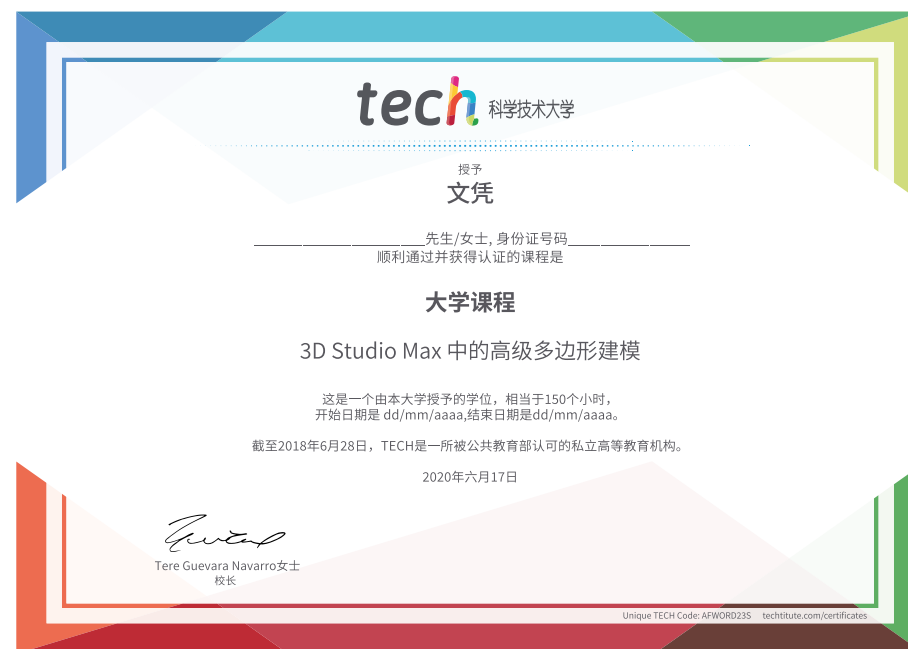 tech 科学技术大学
授予
文凭
______________________先生/女士, 身份证号码_______________
顺利通过并获得认证的课程是
大学课程
3D Studio Max 中的高级多边形建模
这是一个由本大学授予的学位，相当于150个小时，
开始日期是 dd/mm/aaaa,结束日期是dd/mm/aaaa。
截至2018年6月28日，TECH是一所被公共教育部认可的私立高等教育机构。
2020年六月17日
Tere Guevara Navarro女士
校长
Unique TECH Code: AFWORD23S techtitute.com/certificates